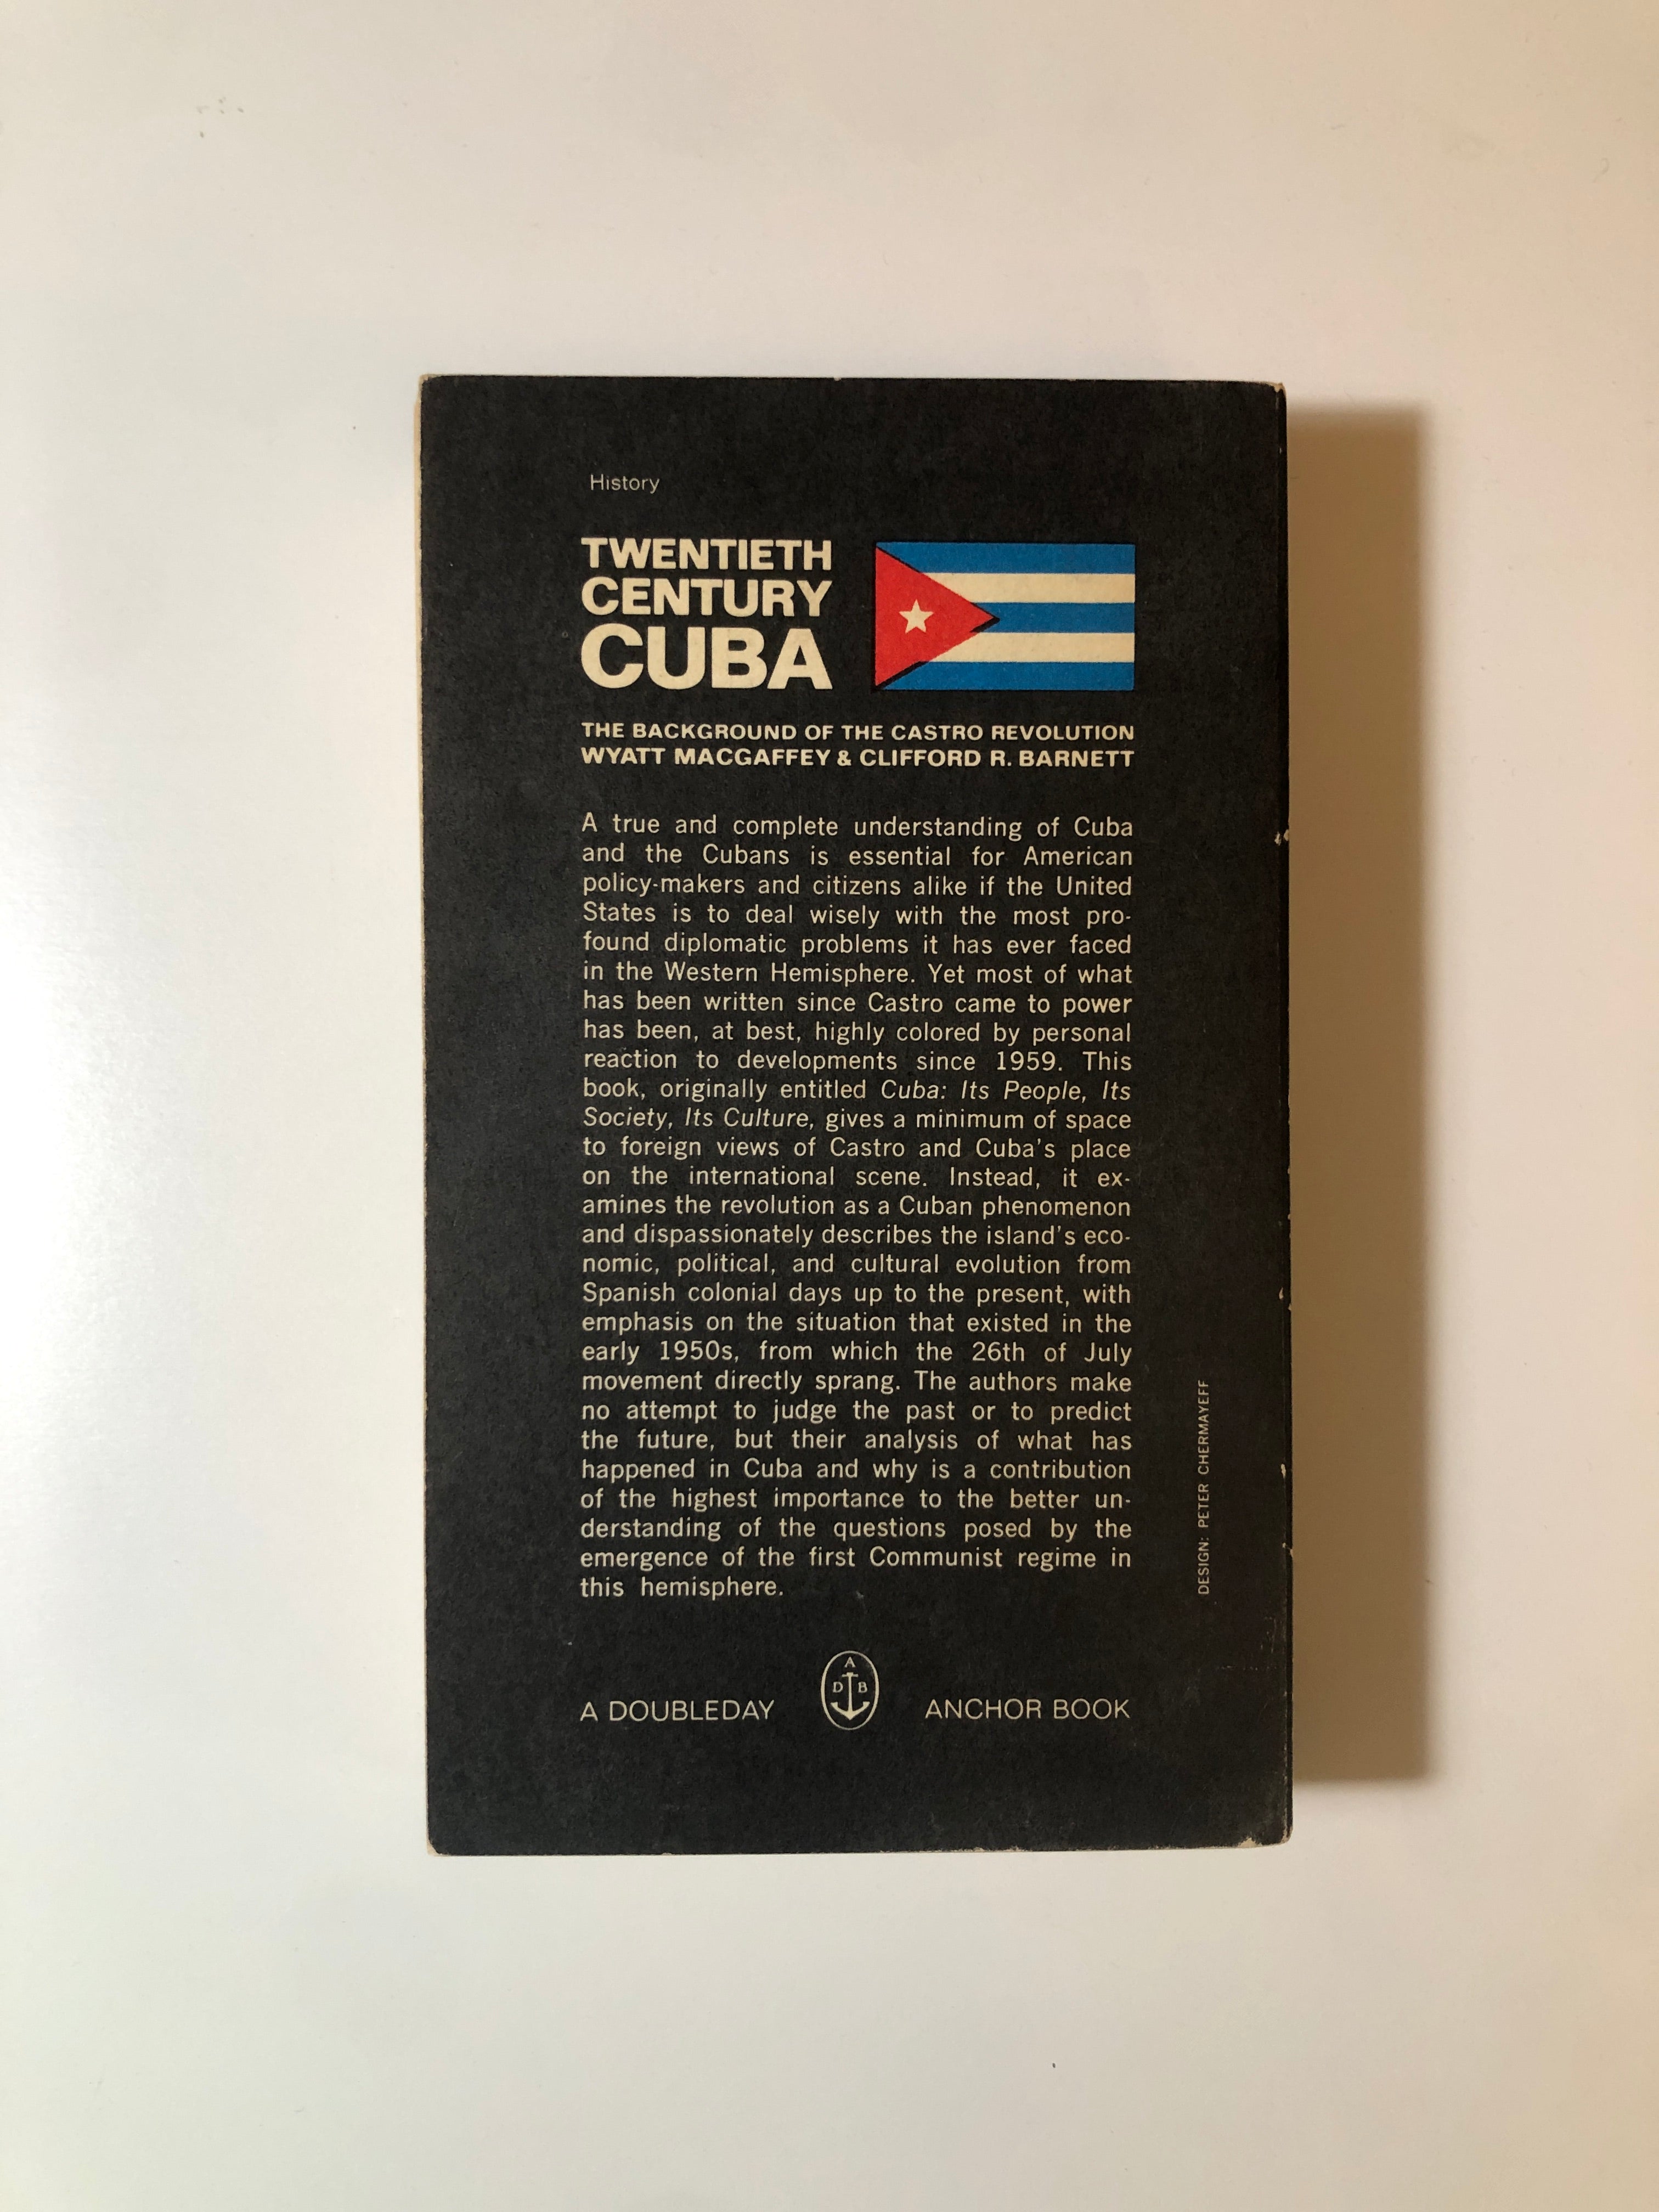 History
TWENTIETH
CENTURY
CUBA
THE BACKGROUND OF THE CASTRO REVOLUTION
WYATT MACGAFFEY & CLIFFORD R. BARNETT
A true and complete understanding of Cuba
and the Cubans is essential for American
policy-makers and citizens alike if the United
States is to deal wisely with the most pro-
found diplomatic problems it has ever faced
in the Western Hemisphere. Yet most of what
has been written since Castro came to power
has been, at best, highly colored by personal
reaction to developments since 1959. This
book, originally entitled Cuba: Its People, Its
Society, Its Culture, gives a minimum of space
to foreign views of Castro and Cuba's place
on the international scene. Instead, it ex-
amines the revolution as a Cuban phenomenon
and dispassionately describes the island's eco-
nomic, political, and cultural evolution from
Spanish colonial days up to the present, with
emphasis on the situation that existed in the
early 1950s, from which the 26th of July
movement directly sprang. The authors make
no attempt to judge the past or to predict
the future, but their analysis of what has
happened in Cuba and why is a contribution
of the highest importance to the better un-
derstanding of the questions posed by the
emergence of the first Communist regime in
this hemisphere.
DESIGN: PETER CHERMAYEFF
A DOUBLEDAY
A
D B
ANCHOR BOOK